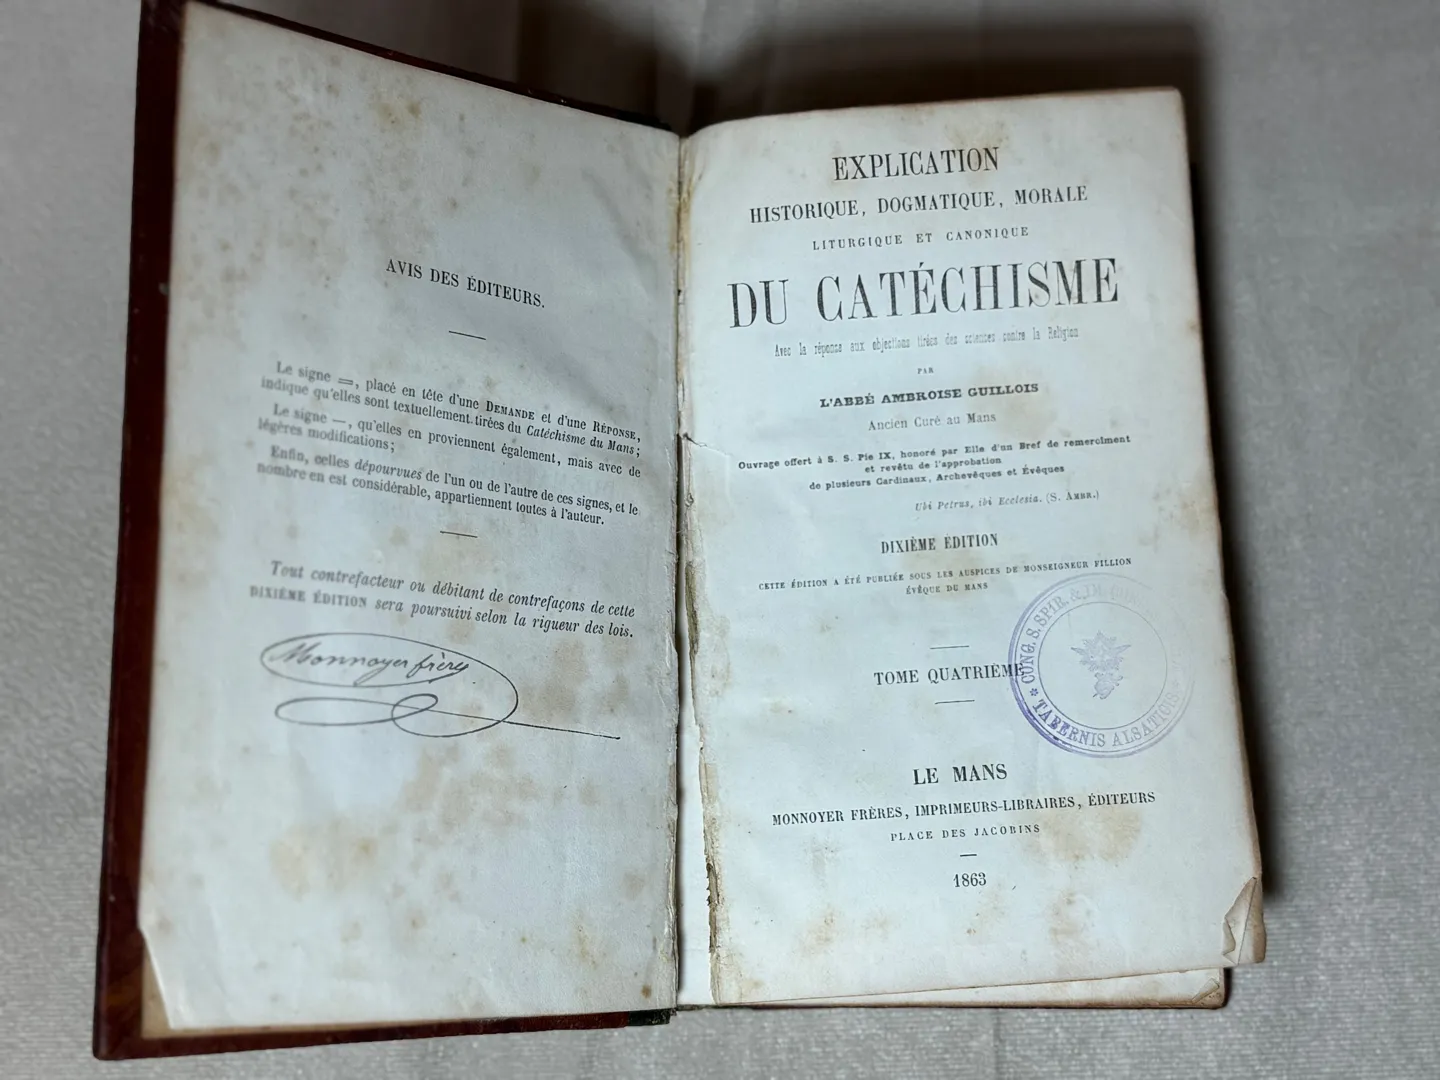 AVIS DES ÉDITEURS.
Le signe =, placé en tête d'une DEMANDE et d'une RÉPONSE,
indique qu'elles sont textuellement tirées du Catéchisme du Mans;
Le signe —, qu'elles en proviennent également, mais avec de
légères modifications;
Enfin, celles dépourvues de l'un ou de l'autre de ces signes, et le
nombre en est considérable, appartiennent toutes à l'auteur.
Tout contrefacteur ou débitant de contrefaçons de cette
DIXIÈME ÉDITION sera poursuivi selon la rigueur des lois.
Monnoyer frères
EXPLICATION
HISTORIQUE, DOGMATIQUE, MORALE
LITURGIQUE ET CANONIQUE
DU CATÉCHISME
Avec la réponse aux objections tirées des sciences contre la Religion
PAR
L'ABBÉ AMBROISE GUILLOIS
Ancien Curé au Mans
Ouvrage offert à S. S. Pie IX, honoré par Elle d'un Bref de remercîment
et revêtu de l'approbation
de plusieurs Cardinaux, Archevêques et Évêques
Ubi Petrus, ibi Ecclesia. (S. AMBR.)
DIXIÈME ÉDITION
CETTE ÉDITION A ÉTÉ PUBLIÉE SOUS LES AUSPICES DE MONSEIGNEUR FILLION
ÉVÊQUE DU MANS
TOME QUATRIÈME
CONG. S. SPIR. & IM.
* TABERNIS ALSATICIS *
LE MANS
MONNOYER FRÈRES, IMPRIMEURS-LIBRAIRES, ÉDITEURS
PLACE DES JACOBINS
1863